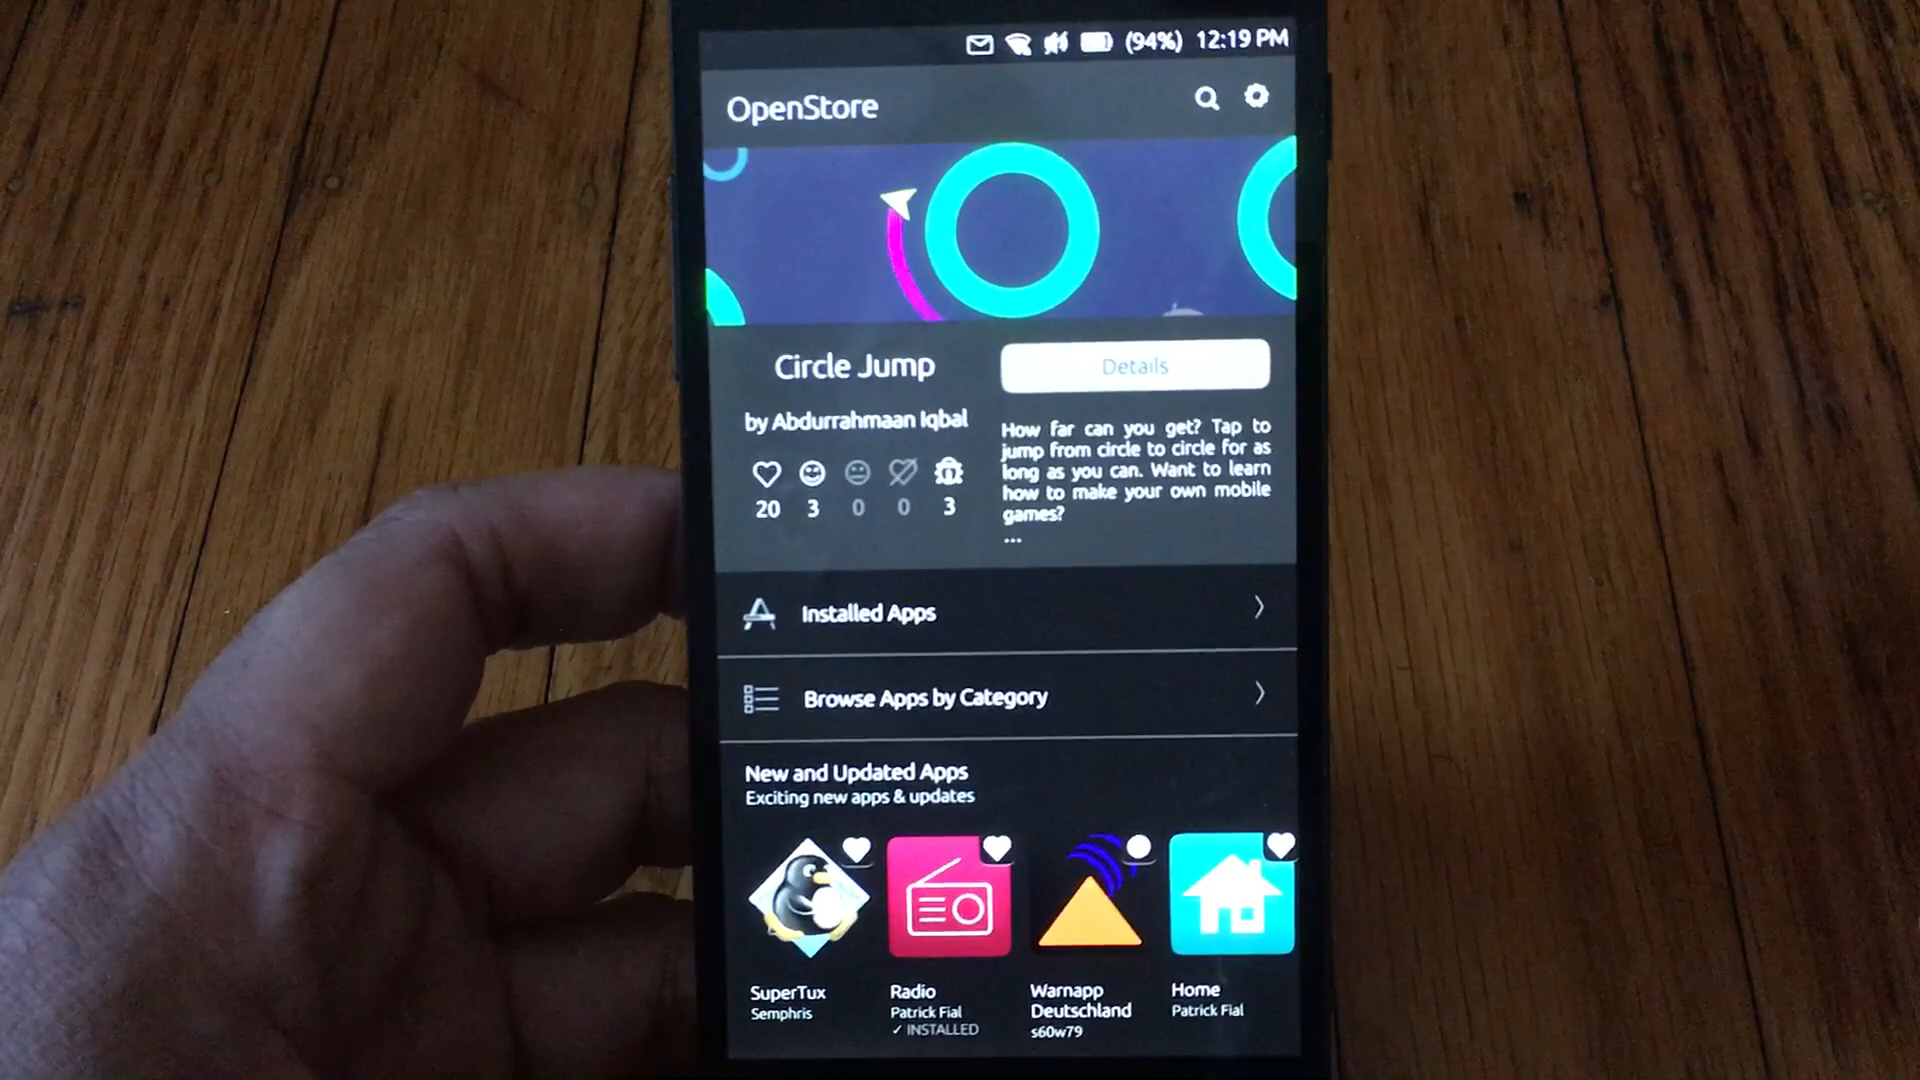 (94%) 12:19 PM
OpenStore
Circle Jump
Details
by Abdurrahmaan Iqbal
20 3 0 0 3
How far can you get? Tap to
jump from circle to circle for as
long as you can. Want to learn
how to make your own mobile
games?
...
Installed Apps
Browse Apps by Category
New and Updated Apps
Exciting new apps & updates
SuperTux
Semphris
Radio
Patrick Fial
✓ INSTALLED
Warnapp
Deutschland
s60w79
Home
Patrick Fial